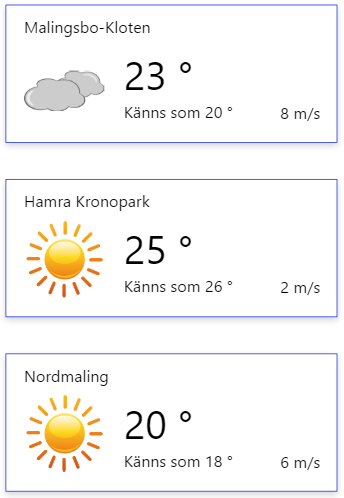 Malingsbo-Kloten
23 °
Känns som 20 ° 8 m/s
Hamra Kronopark
25 °
Känns som 26 ° 2 m/s
Nordmaling
20 °
Känns som 18 ° 6 m/s